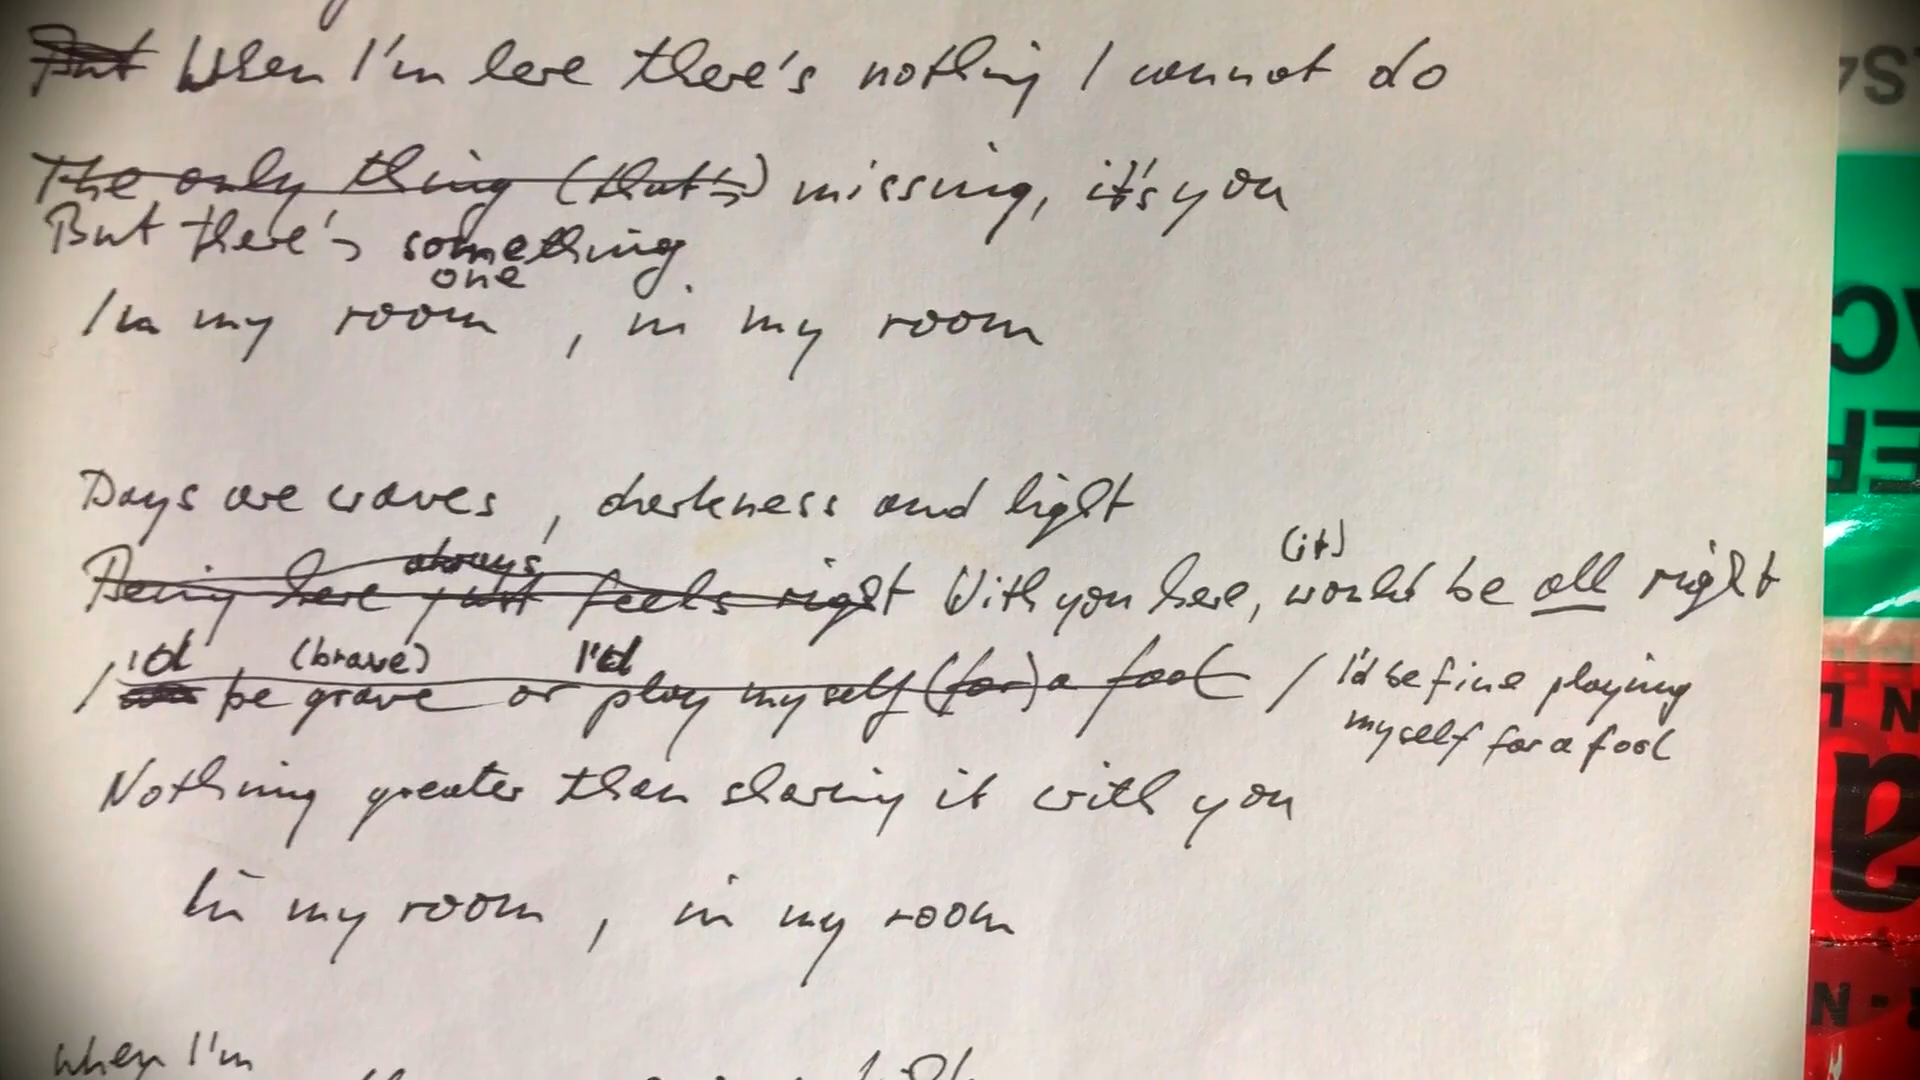 But When I'm here there's nothing I cannot do
The only thing (that's) missing, it's you
But there's something
one
In my room, in my room
Days are waves, darkness and light
always (it)
Being here just feels right With you here, would be all right
'd (brave) I'd
I be grave or play myself (for) a fool / I'd be fine playing
myself for a fool
Nothing greater than sharing it with you
In my room, in my room
When I'm